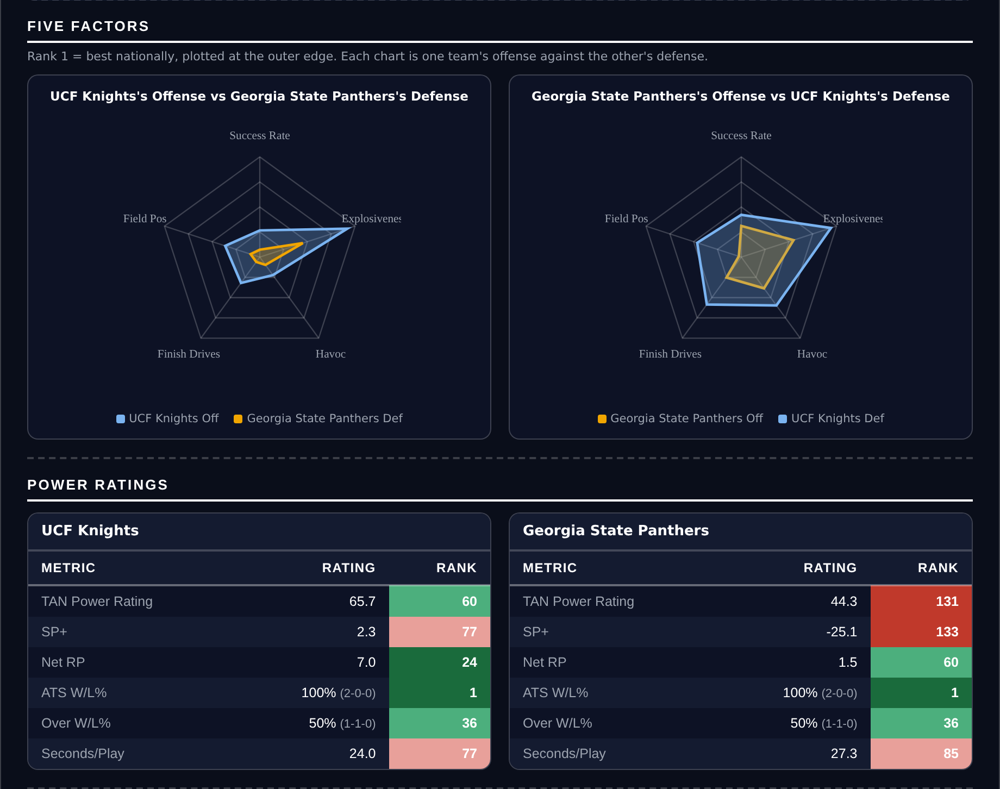 FIVE FACTORS
Rank 1 = best nationally, plotted at the outer edge. Each chart is one team's offense against the other's defense.
UCF Knights's Offense vs Georgia State Panthers's Defense
Success Rate
Field Pos
Explosivenes
Finish Drives
Havoc
UCF Knights Off
Georgia State Panthers Def
Georgia State Panthers's Offense vs UCF Knights's Defense
Success Rate
Field Pos
Explosivenes
Finish Drives
Havoc
Georgia State Panthers Off
UCF Knights Def
POWER RATINGS
UCF Knights
METRIC RATING RANK
TAN Power Rating 65.7 60
SP+ 2.3 77
Net RP 7.0 24
ATS W/L% 100% (2-0-0) 1
Over W/L% 50% (1-1-0) 36
Seconds/Play 24.0 77
Georgia State Panthers
METRIC RATING RANK
TAN Power Rating 44.3 131
SP+ -25.1 133
Net RP 1.5 60
ATS W/L% 100% (2-0-0) 1
Over W/L% 50% (1-1-0) 36
Seconds/Play 27.3 85